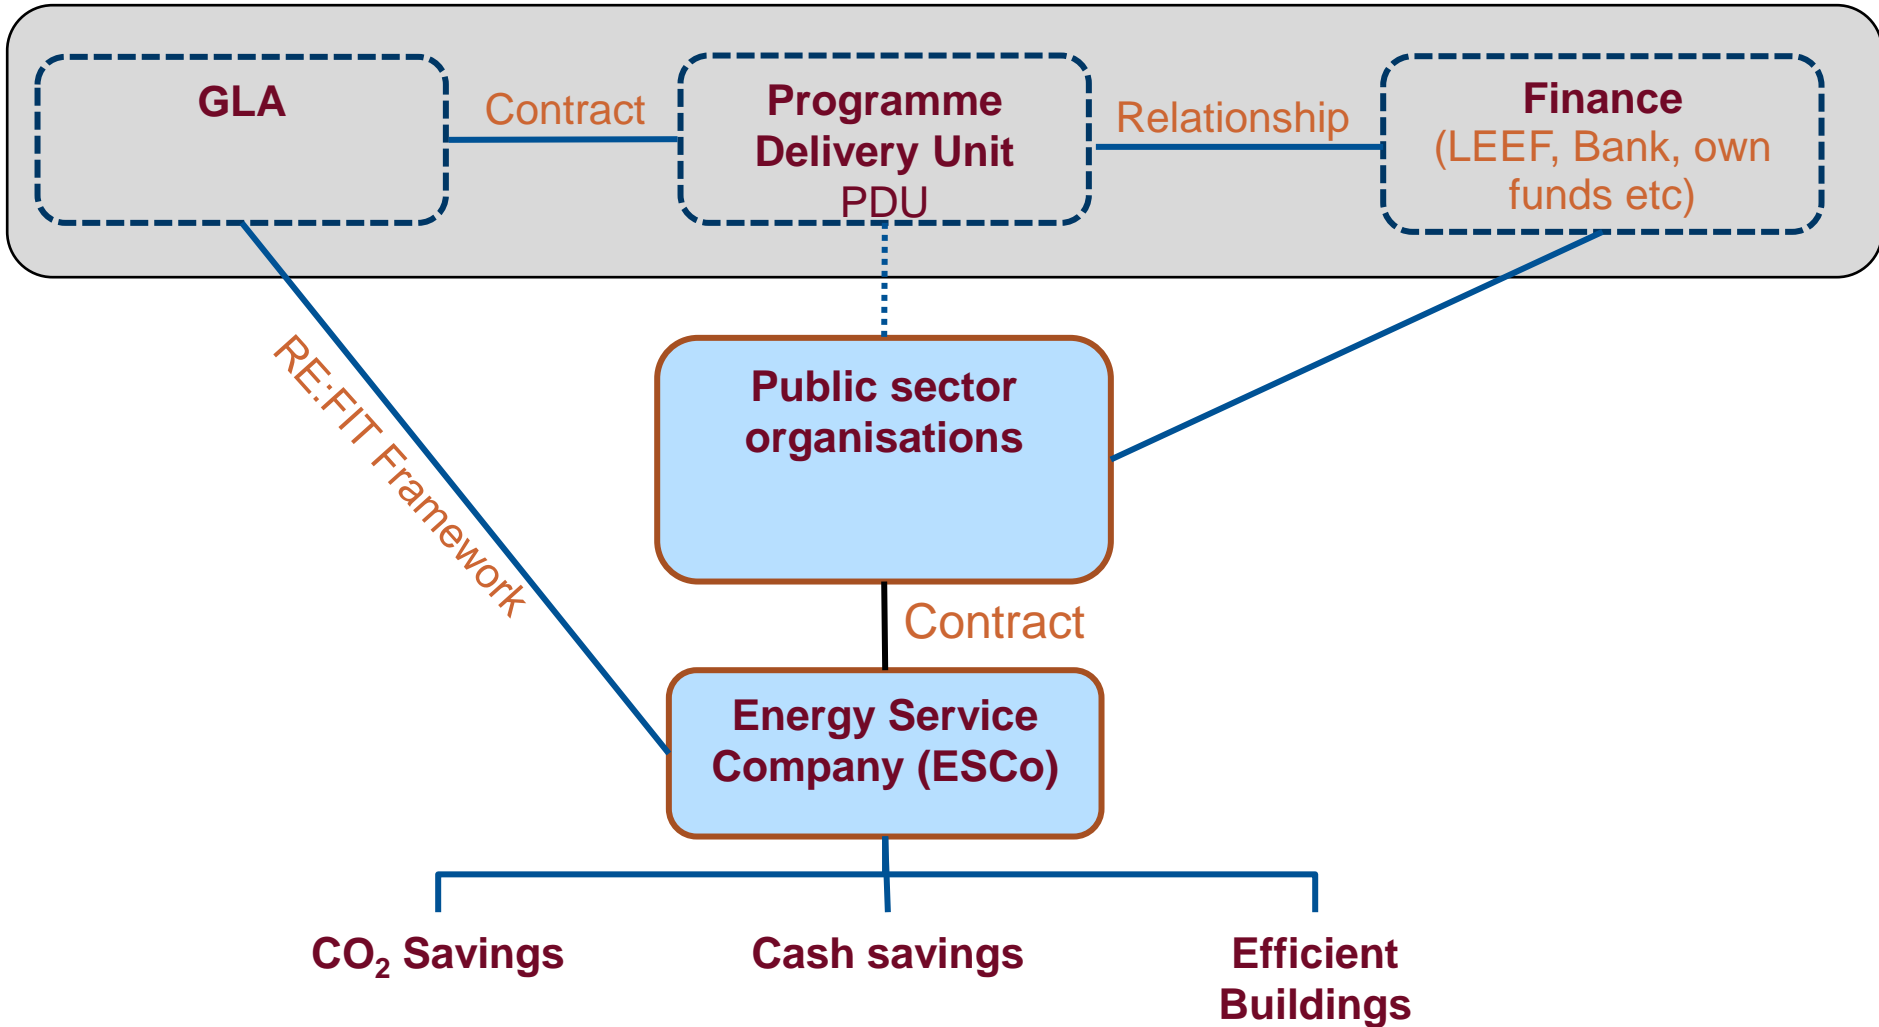 GLA
Contract
Programme
Delivery Unit
PDU
Relationship
Finance
(LEEF, Bank, own
funds etc)
RE:FIT Framework
Public sector
organisations
Contract
Energy Service
Company (ESCo)
CO₂ Savings
Cash savings
Efficient
Buildings